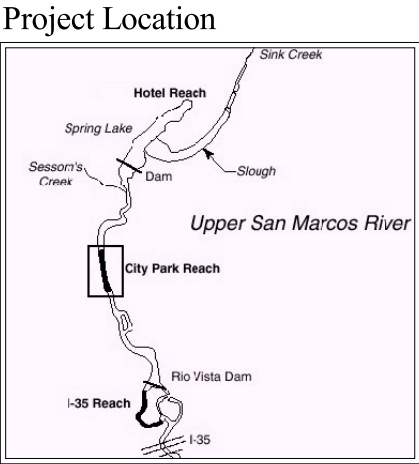 Project Location
Sink Creek
Hotel Reach
Spring Lake
Sessom's
Creek
Dam
Slough
Upper San Marcos River
City Park Reach
Rio Vista Dam
I-35 Reach
I-35